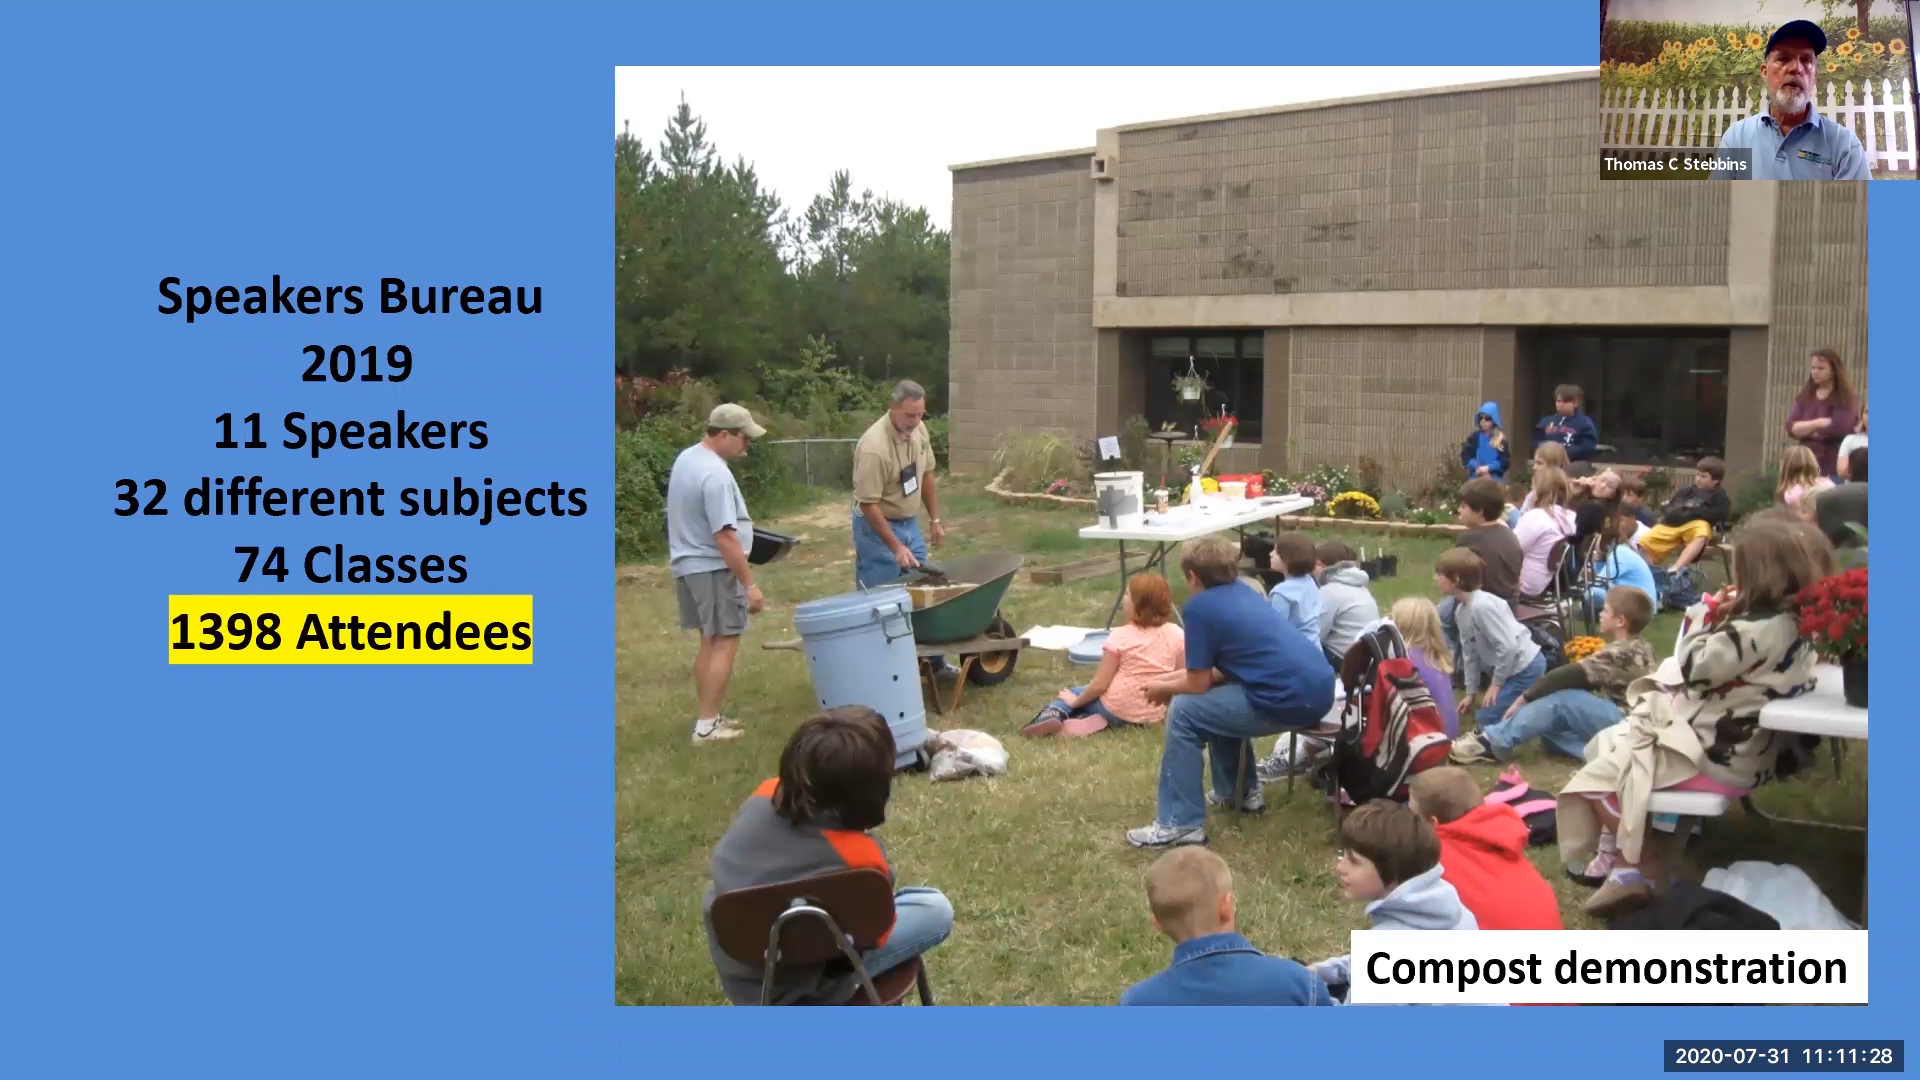 Thomas C Stebbins
Speakers Bureau
2019
11 Speakers
32 different subjects
74 Classes
1398 Attendees
Compost demonstration
2020-07-31 11:11:28